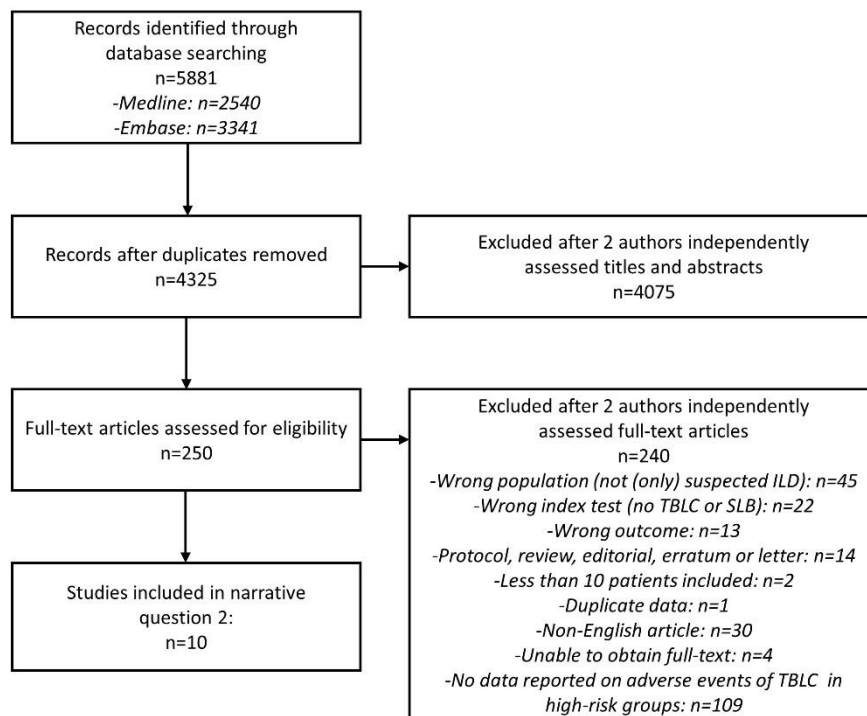 Records identified through
database searching
n=5881
-Medline: n=2540
-Embase: n=3341
Records after duplicates removed
n=4325
Excluded after 2 authors independently
assessed titles and abstracts
n=4075
Full-text articles assessed for eligibility
n=250
Excluded after 2 authors independently
assessed full-text articles
n=240
-Wrong population (not (only) suspected ILD): n=45
-Wrong index test (no TBLC or SLB): n=22
-Wrong outcome: n=13
-Protocol, review, editorial, erratum or letter: n=14
-Less than 10 patients included: n=2
-Duplicate data: n=1
-Non-English article: n=30
-Unable to obtain full-text: n=4
-No data reported on adverse events of TBLC in
high-risk groups: n=109
Studies included in narrative
question 2:
n=10